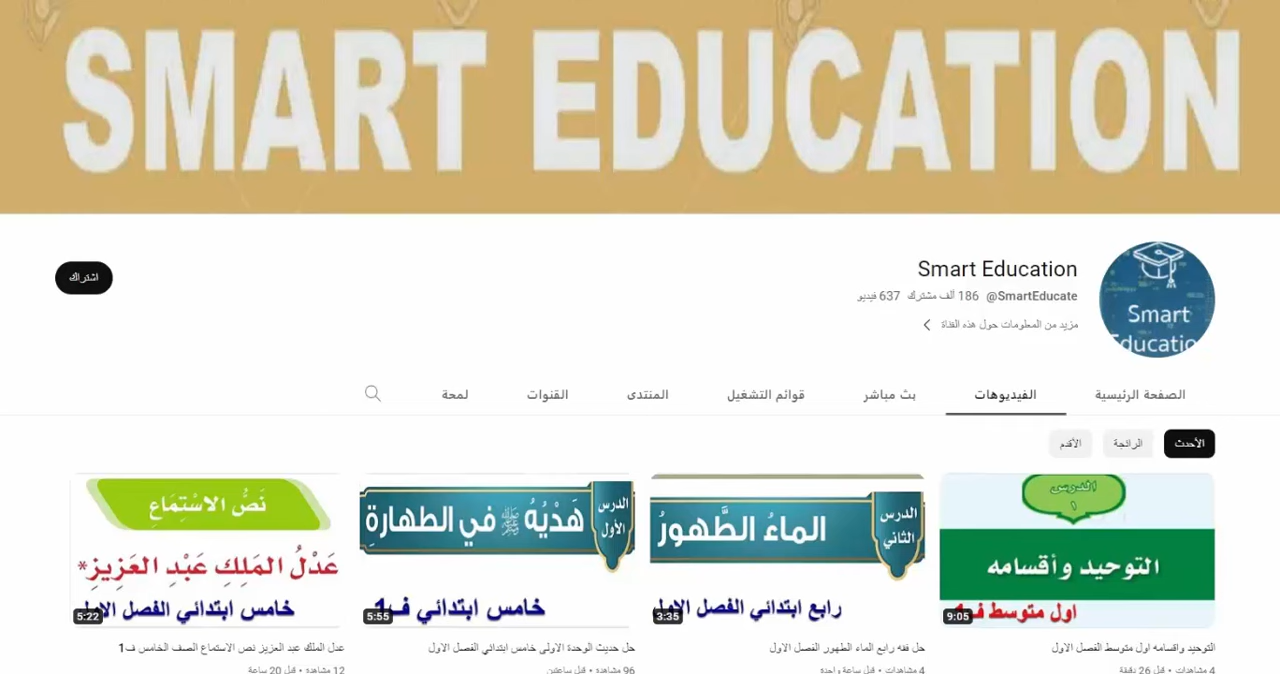 SMART EDUCATION
Smart Education
@SmartEducate 186 ألف مشترك 637 فيديو
مزيد من المعلومات حول هذه القناة
اشتراك
Smart
Educatio
الصفحة الرئيسية
الفيديوهات
بث مباشر
قوائم التشغيل
المنتدى
القنوات
لمحة
الأحدث
الرائجة
الأقدم
الدرس
١
التوحيد وأقسامه
اول متوسط ف1
9:05
التوحيد واقسامه اول متوسط الفصل الاول
4 مشاهدات • قبل 26 دقيقة
الدرس
الثاني
الماءُ الطَّهورُ
رابع ابتدائي الفصل الاول
3:35
حل فقه رابع الماء الطهور الفصل الاول
4 مشاهدات • قبل ساعة واحدة
الدرس
الأول
هَدْيُهُ ﷺ في الطهارةِ
خامس ابتدائي ف1
5:55
حل حديث الوحدة الاولى خامس ابتدائي الفصل الاول
96 مشاهدة • قبل ساعتين
نَصُّ الاسْتِمَاعِ
عَدْلُ المَلِكِ عَبْدِ العَزِيزِ*
خامس ابتدائي الفصل الاول
5:22
عدل الملك عبد العزيز نص الاستماع الصف الخامس ف1
12 مشاهدة • قبل 20 ساعة